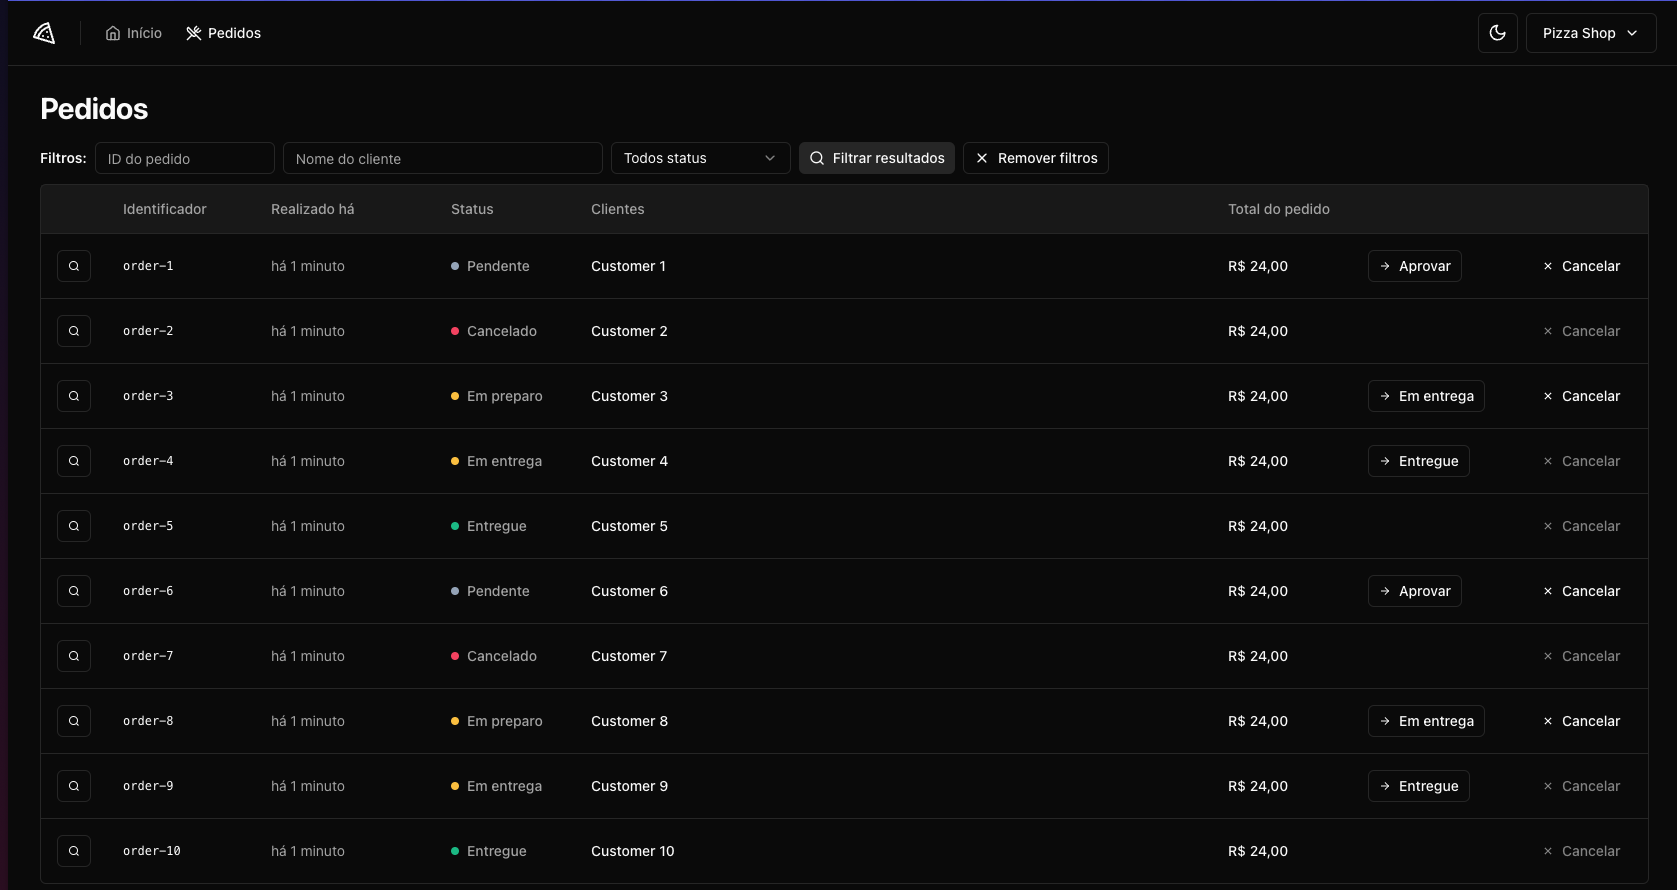 Início Pedidos Pizza Shop
Pedidos
Filtros: ID do pedido Nome do cliente Todos status Filtrar resultados Remover filtros
Identificador Realizado há Status Clientes Total do pedido
order-1 há 1 minuto Pendente Customer 1 R$ 24,00 Aprovar Cancelar
order-2 há 1 minuto Cancelado Customer 2 R$ 24,00 Cancelar
order-3 há 1 minuto Em preparo Customer 3 R$ 24,00 Em entrega Cancelar
order-4 há 1 minuto Em entrega Customer 4 R$ 24,00 Entregue Cancelar
order-5 há 1 minuto Entregue Customer 5 R$ 24,00 Cancelar
order-6 há 1 minuto Pendente Customer 6 R$ 24,00 Aprovar Cancelar
order-7 há 1 minuto Cancelado Customer 7 R$ 24,00 Cancelar
order-8 há 1 minuto Em preparo Customer 8 R$ 24,00 Em entrega Cancelar
order-9 há 1 minuto Em entrega Customer 9 R$ 24,00 Entregue Cancelar
order-10 há 1 minuto Entregue Customer 10 R$ 24,00 Cancelar